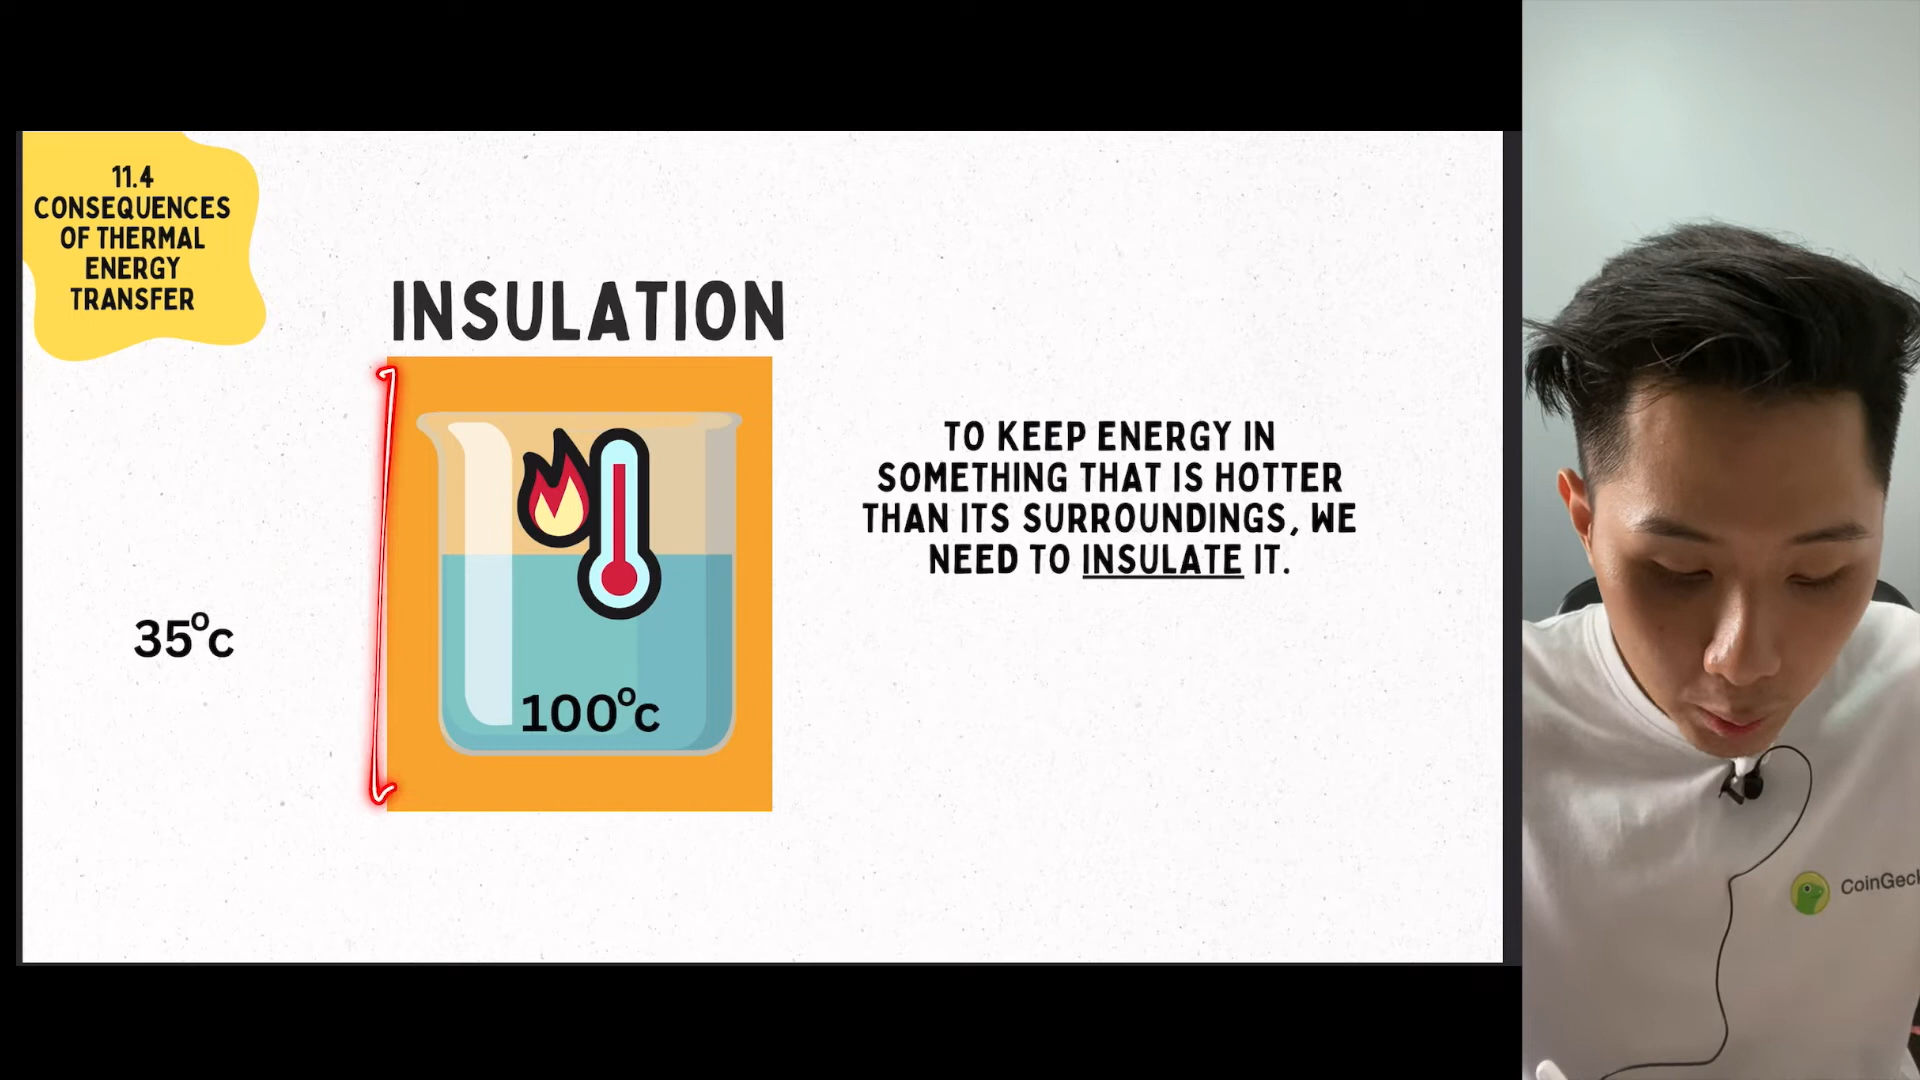 11.4
CONSEQUENCES
OF THERMAL
ENERGY
TRANSFER
INSULATION
35°c
100°c
TO KEEP ENERGY IN
SOMETHING THAT IS HOTTER
THAN ITS SURROUNDINGS, WE
NEED TO INSULATE IT.